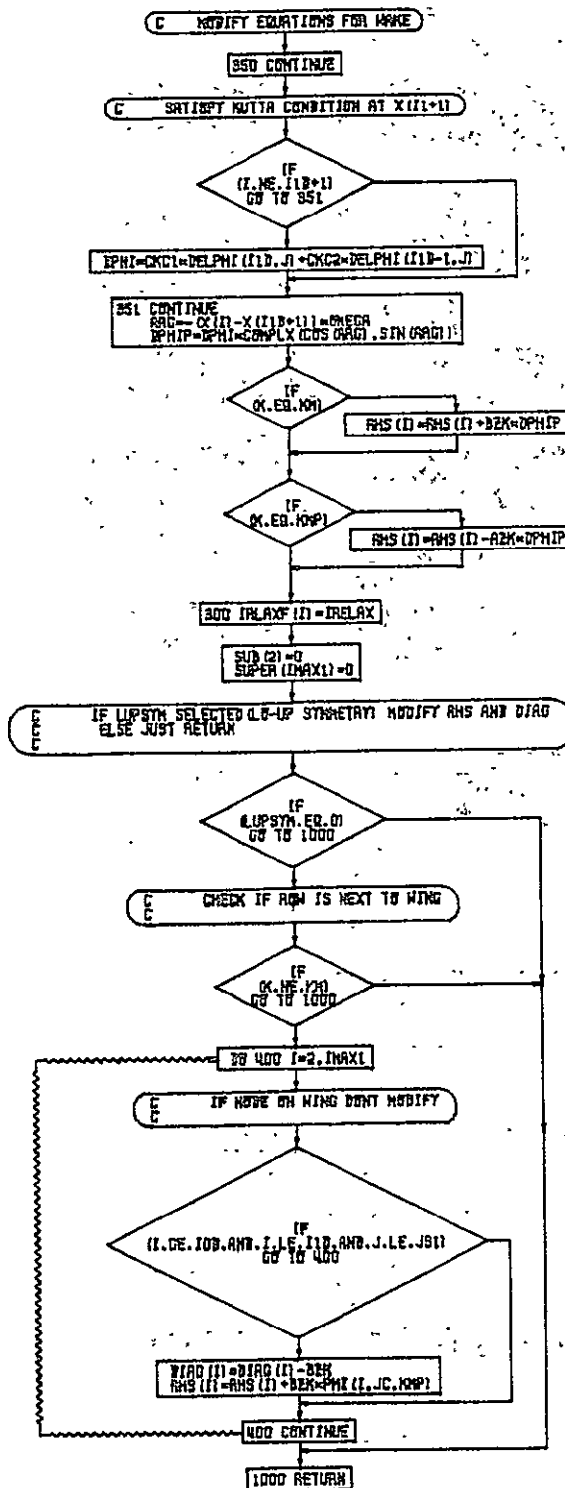 C MODIFY EQUATIONS FOR WAKE
350 CONTINUE
C SATISFY KUTTA CONDITION AT X(I1+1)
IF
(I.NE.I1B+1)
GO TO 351
DPHI=CKC1*DELPHI(I1B,J)+CKC2*DELPHI(I1B-1,J)
351 CONTINUE
RAG=-(X(I)-X(I1B+1))*OMEGA
DPHIP=DPHI*COMPLX(COS(RAG),SIN(RAG))
IF
(K.EQ.KM)
RHS(I)=RHS(I)+B2K*DPHIP
IF
(K.EQ.KMP)
RHS(I)=RHS(I)-A2K*DPHIP
300 IRLAXF(I)=IRELAX
SUB(2)=0
SUPER(IMAX1)=0
C IF LUPSYM SELECTED (LO-UP SYMMETRY) MODIFY RHS AND DIAG
C ELSE JUST RETURN
C
IF
(LUPSYM.EQ.0)
GO TO 1000
C CHECK IF ROW IS NEXT TO WING
C
IF
(K.NE.KM)
GO TO 1000
DO 400 I=2,IMAX1
C IF NODE ON WING DONT MODIFY
C
IF
(I.GE.IOB.AND.I.LE.I1B.AND.J.LE.JS1)
GO TO 400
DIAG(I)=DIAG(I)-B2K
RHS(I)=RHS(I)+B2K*PHI(I,JC,KMP)
400 CONTINUE
1000 RETURN